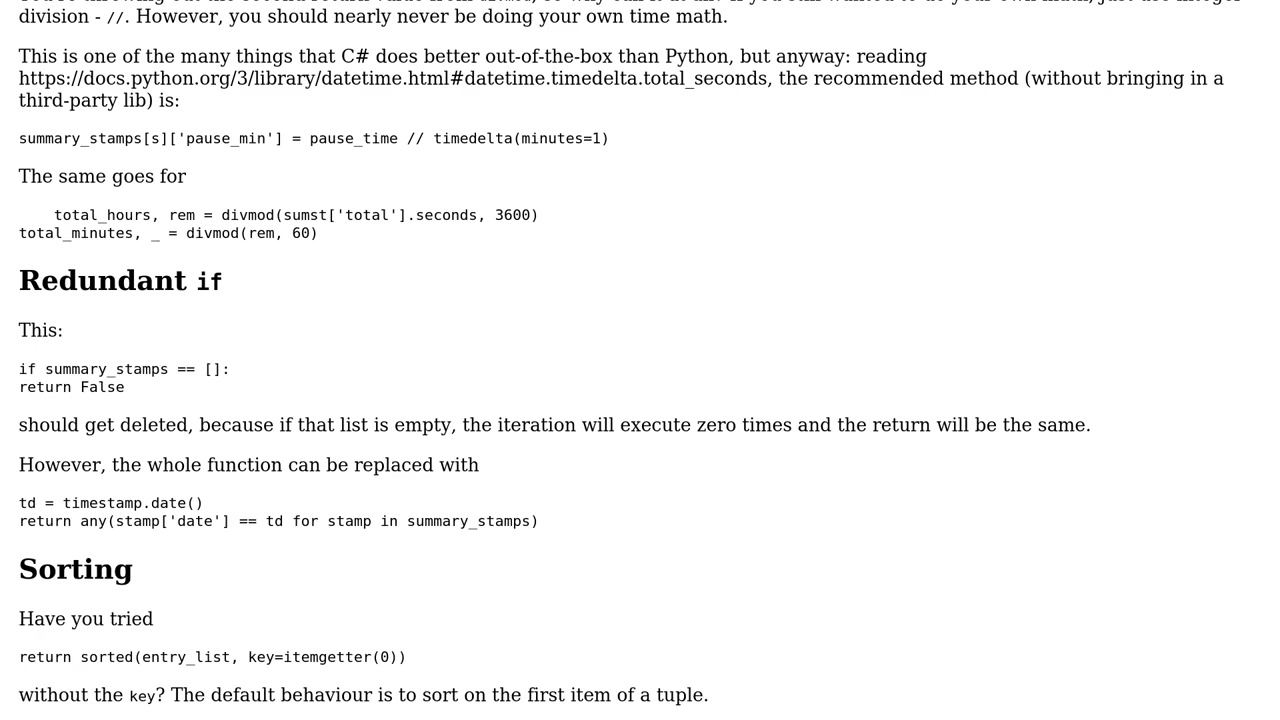 division - //. However, you should nearly never be doing your own time math.
This is one of the many things that C# does better out-of-the-box than Python, but anyway: reading
https://docs.python.org/3/library/datetime.html#datetime.timedelta.total_seconds, the recommended method (without bringing in a
third-party lib) is:
summary_stamps[s]['pause_min'] = pause_time // timedelta(minutes=1)
The same goes for
    total_hours, rem = divmod(sumst['total'].seconds, 3600)
total_minutes, _ = divmod(rem, 60)
Redundant if
This:
if summary_stamps == []:
return False
should get deleted, because if that list is empty, the iteration will execute zero times and the return will be the same.
However, the whole function can be replaced with
td = timestamp.date()
return any(stamp['date'] == td for stamp in summary_stamps)
Sorting
Have you tried
return sorted(entry_list, key=itemgetter(0))
without the key? The default behaviour is to sort on the first item of a tuple.